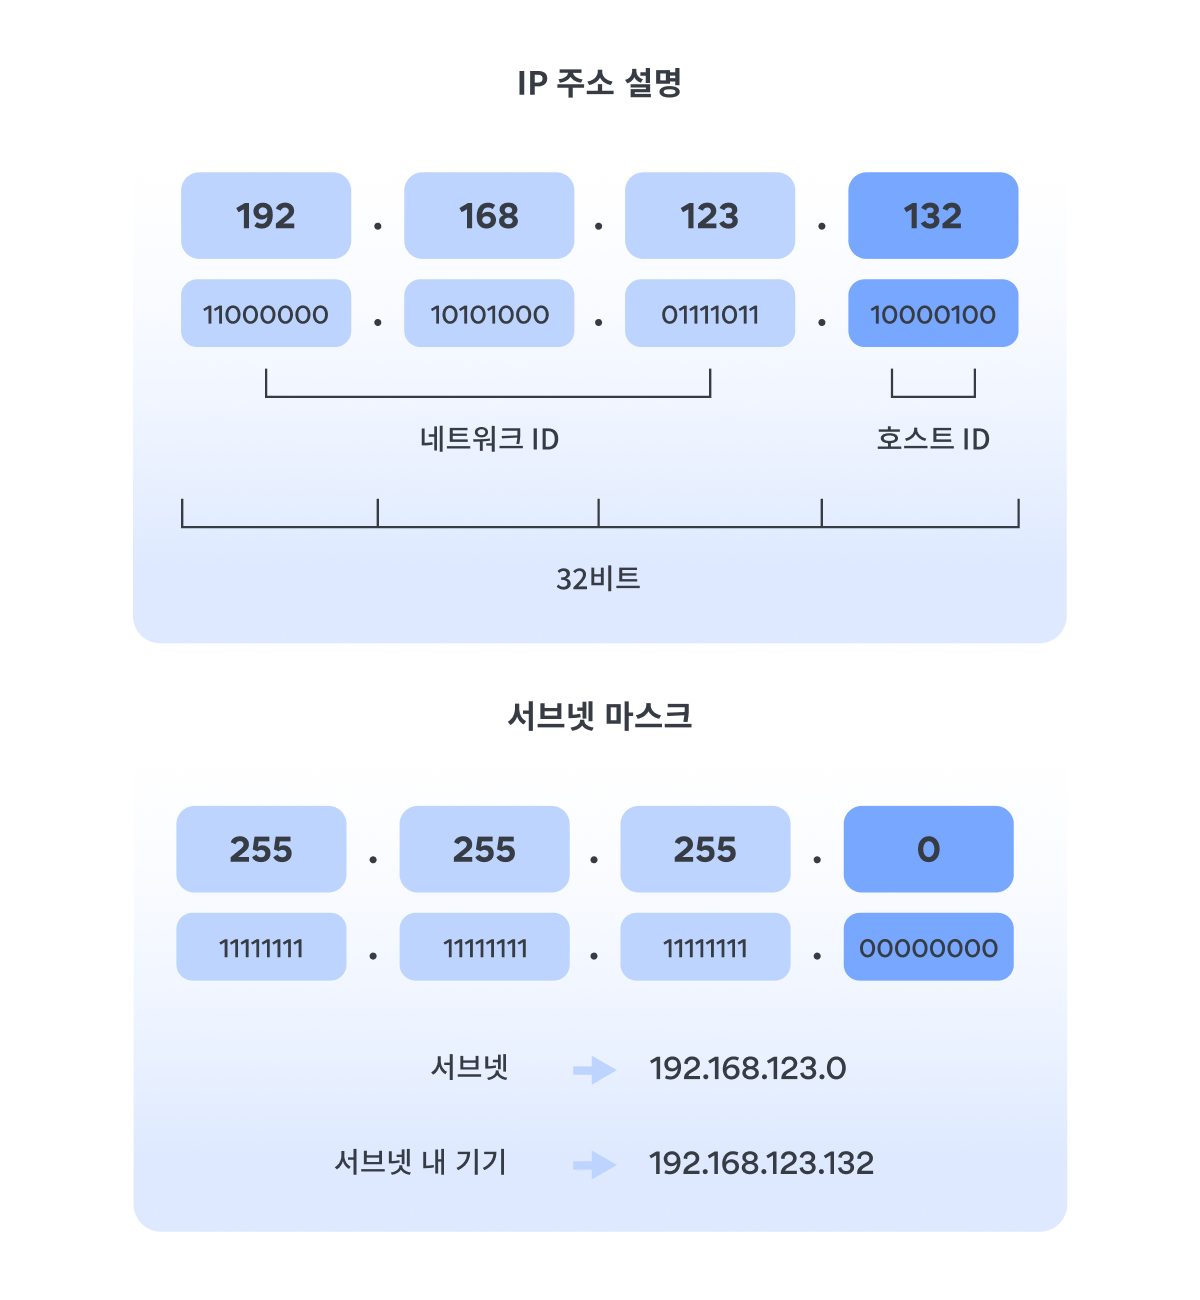 IP 주소 설명
192 . 168 . 123 . 132
11000000 . 10101000 . 01111011 . 10000100
네트워크 ID 호스트 ID
32비트
서브넷 마스크
255 . 255 . 255 . 0
11111111 . 11111111 . 11111111 . 00000000
서브넷 192.168.123.0
서브넷 내 기기 192.168.123.132